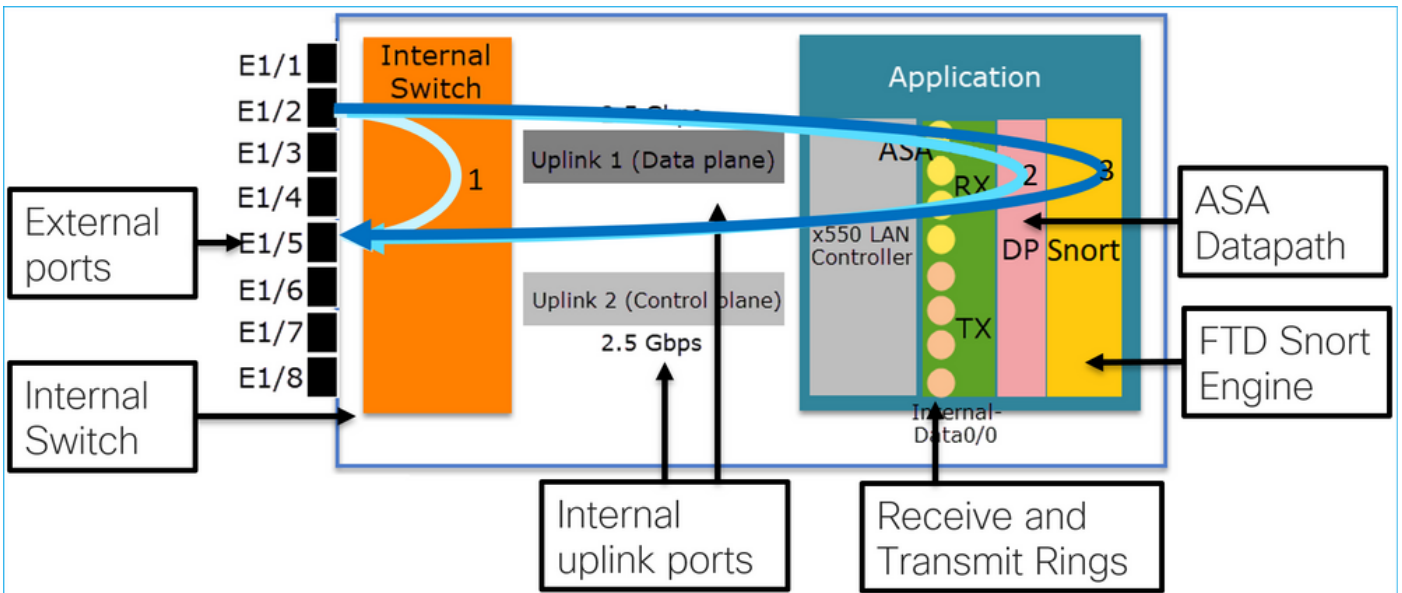 E1/1
E1/2
E1/3
E1/4
E1/5
E1/6
E1/7
E1/8
External
ports
Internal
Switch
Internal
Switch
1
Gbps
Uplink 1 (Data plane)
Uplink 2 (Control plane)
2.5 Gbps
Internal
uplink ports
Application
ASA
x550 LAN
Controller
RX
TX
2
DP
3
Snort
Internal-
Data0/0
Receive and
Transmit Rings
ASA
Datapath
FTD Snort
Engine